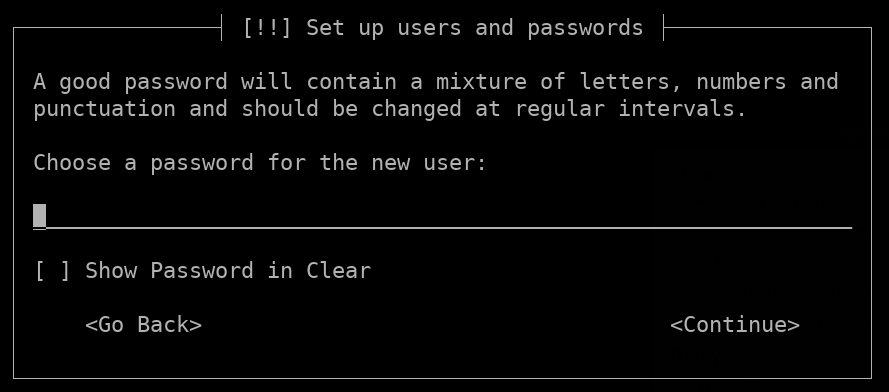 [!!] Set up users and passwords
A good password will contain a mixture of letters, numbers and
punctuation and should be changed at regular intervals.
Choose a password for the new user:
[ ] Show Password in Clear
<Go Back> <Continue>